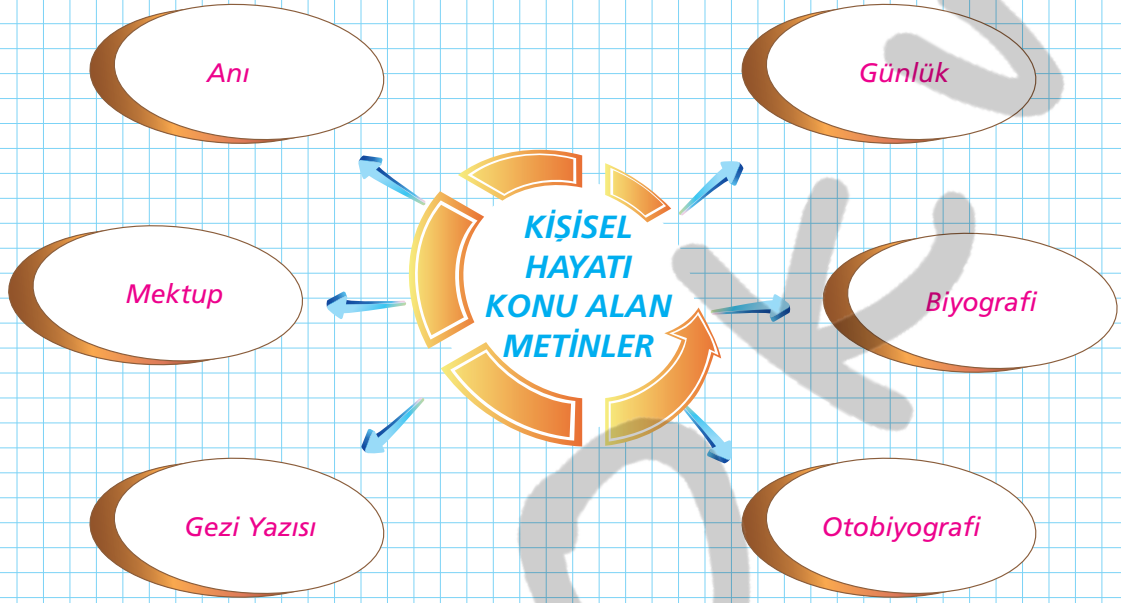 Anı
Günlük
KİŞİSEL
HAYATI
KONU ALAN
METİNLER
Mektup
Biyografi
Gezi Yazısı
Otobiyografi